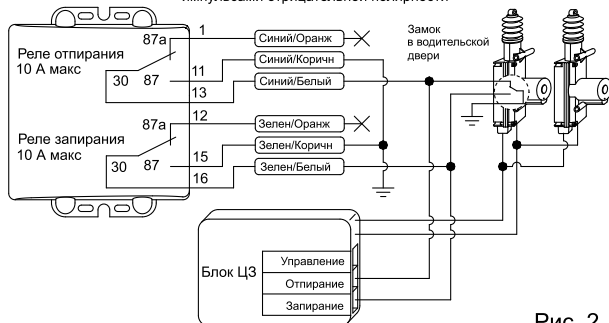 импульсами отрицательной полярности
Реле отпирания
10 А макс
87а
30
87
1
11
13
Синий/Оранж
Синий/Коричн
Синий/Белый
Реле запирания
10 А макс
87а
30
87
12
15
16
Зелен/Оранж
Зелен/Коричн
Зелен/Белый
Замок
в водительской
двери
Блок ЦЗ
Управление
Отпирание
Запирание
Рис. 2